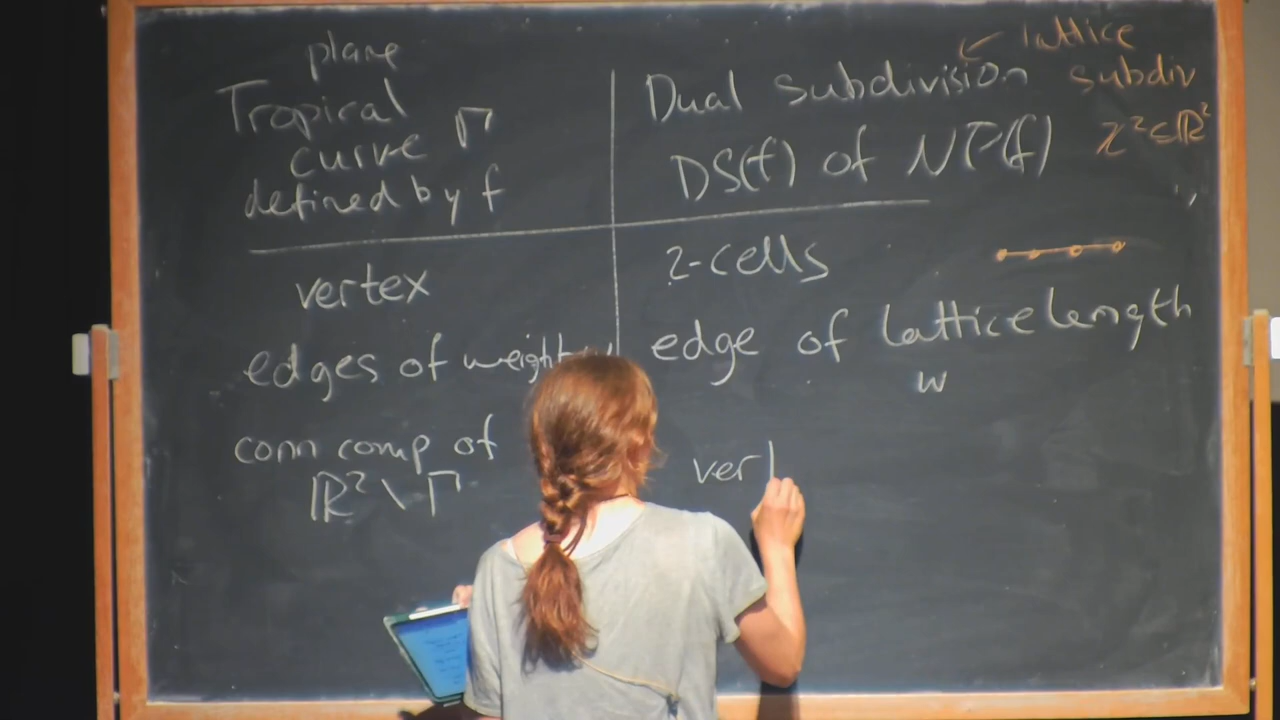 plane
Tropical
curve Γ
defined by f
Dual subdivision
DS(f) of NP(f)
← lattice
subdiv
ℤ² ⊆ ℝ²
vertex
2-cells
edges of weight
edge of lattice length
w
conn comp of
ℝ² \ Γ
ver